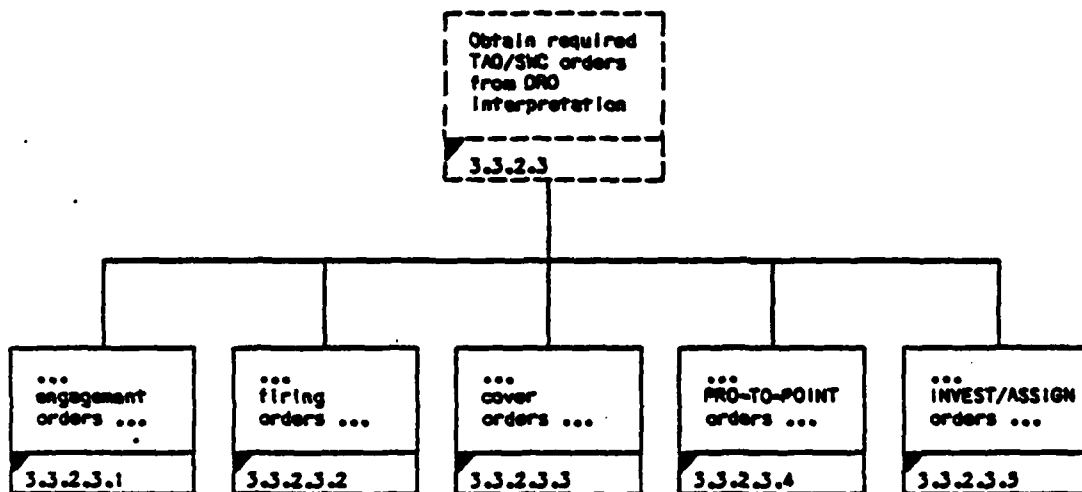 Obtain required
TAO/SWC orders
from DRO
interpretation
3.3.2.3
...
engagement
orders ...
3.3.2.3.1
...
firing
orders ...
3.3.2.3.2
...
cover
orders ...
3.3.2.3.3
...
PRO-TO-POINT
orders ...
3.3.2.3.4
...
INVEST/ASSIGN
orders ...
3.3.2.3.5